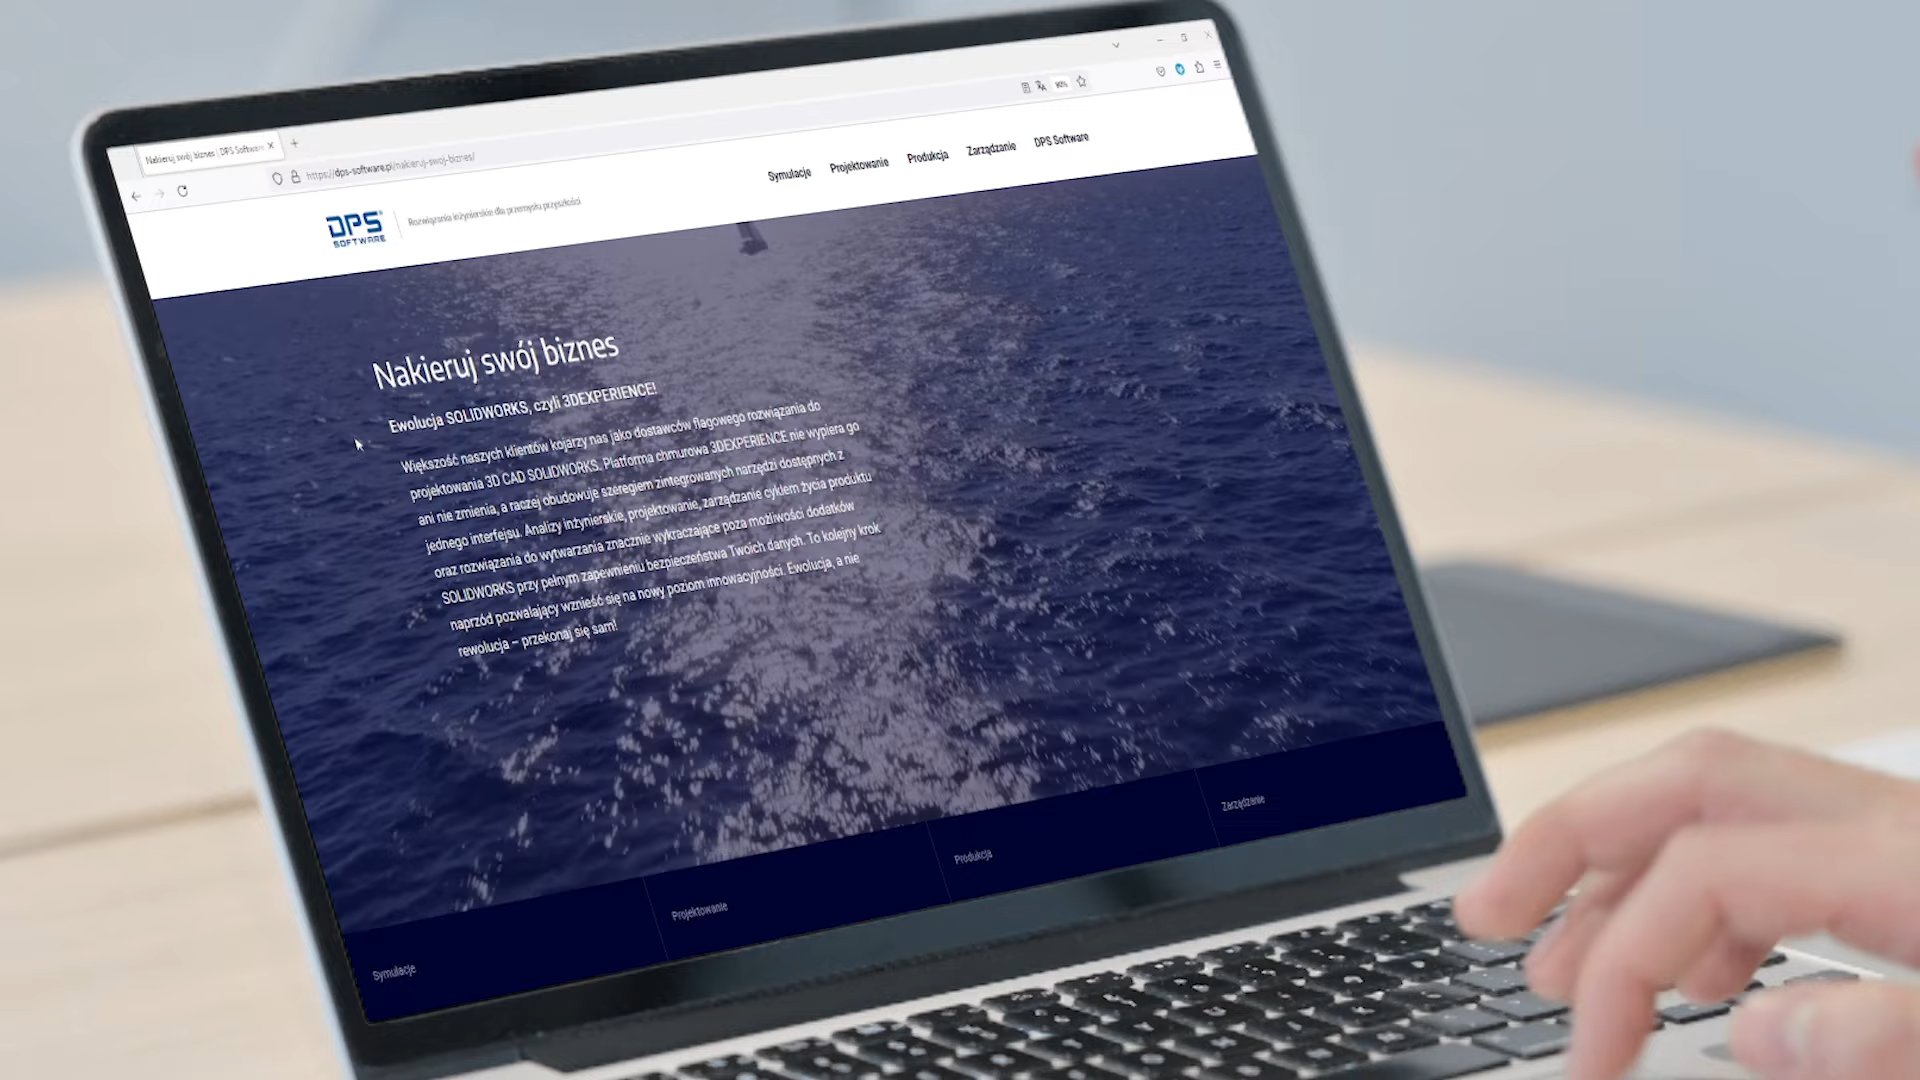 Nakieruj swój biznes | DPS Software
https://dps-software.pl/nakieruj-swoj-biznes/
90%
DPS
SOFTWARE
Rozwiązania inżynierskie dla przemysłu przyszłości
Symulacje
Projektowanie
Produkcja
Zarządzanie
DPS Software
Nakieruj swój biznes
Ewolucja SOLIDWORKS, czyli 3DEXPERIENCE!
Większość naszych klientów kojarzy nas jako dostawców flagowego rozwiązania do
projektowania 3D CAD SOLIDWORKS. Platforma chmurowa 3DEXPERIENCE nie wypiera go
ani nie zmienia, a raczej obudowuje szeregiem zintegrowanych narzędzi dostępnych z
jednego interfejsu. Analizy inżynierskie, projektowanie, zarządzanie cyklem życia produktu
oraz rozwiązania do wytwarzania znacznie wykraczające poza możliwości dodatków
SOLIDWORKS przy pełnym zapewnieniu bezpieczeństwa Twoich danych. To kolejny krok
naprzód pozwalający wznieść się na nowy poziom innowacyjności. Ewolucja, a nie
rewolucja – przekonaj się sam!
Symulacje
Projektowanie
Produkcja
Zarządzanie